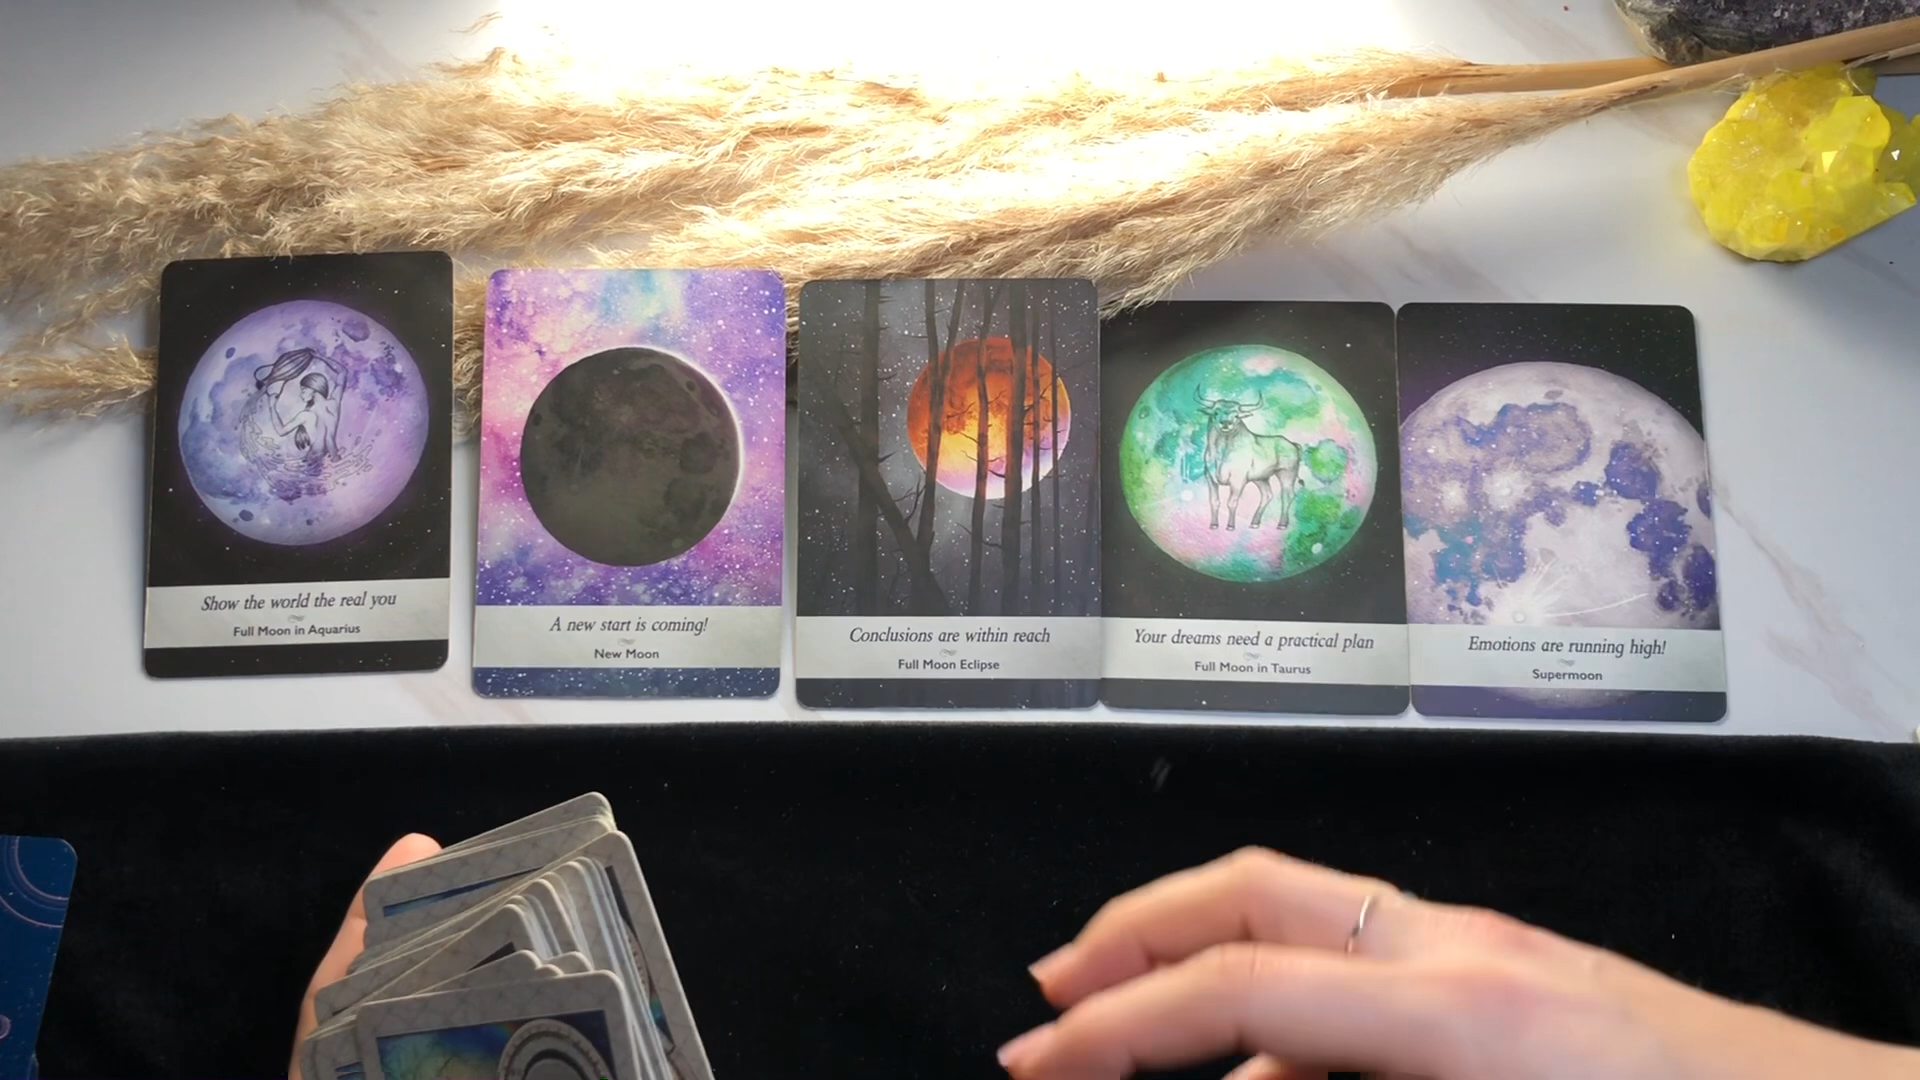 Show the world the real you
Full Moon in Aquarius
A new start is coming!
New Moon
Conclusions are within reach
Full Moon Eclipse
Your dreams need a practical plan
Full Moon in Taurus
Emotions are running high!
Supermoon